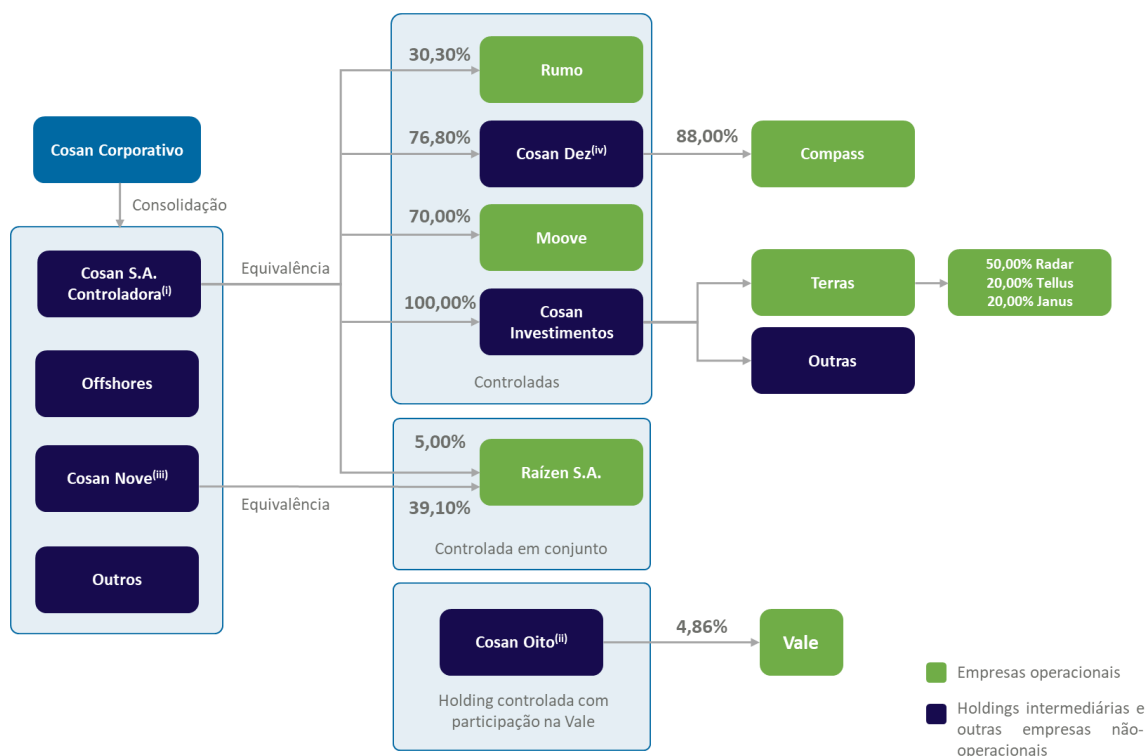 Cosan Corporativo
Consolidação
Cosan S.A.
Controladora(i)
Offshores
Cosan Nove(iii)
Outros
Equivalência
Equivalência
30,30%
Rumo
76,80%
Cosan Dez(iv)
88,00%
Compass
70,00%
Moove
100,00%
Cosan
Investimentos
Controladas
Terras
50,00% Radar
20,00% Tellus
20,00% Janus
Outras
5,00%
Raízen S.A.
39,10%
Controlada em conjunto
Cosan Oito(ii)
4,86%
Vale
Holding controlada com
participação na Vale
Empresas operacionais
Holdings intermediárias e
outras empresas não-
operacionais